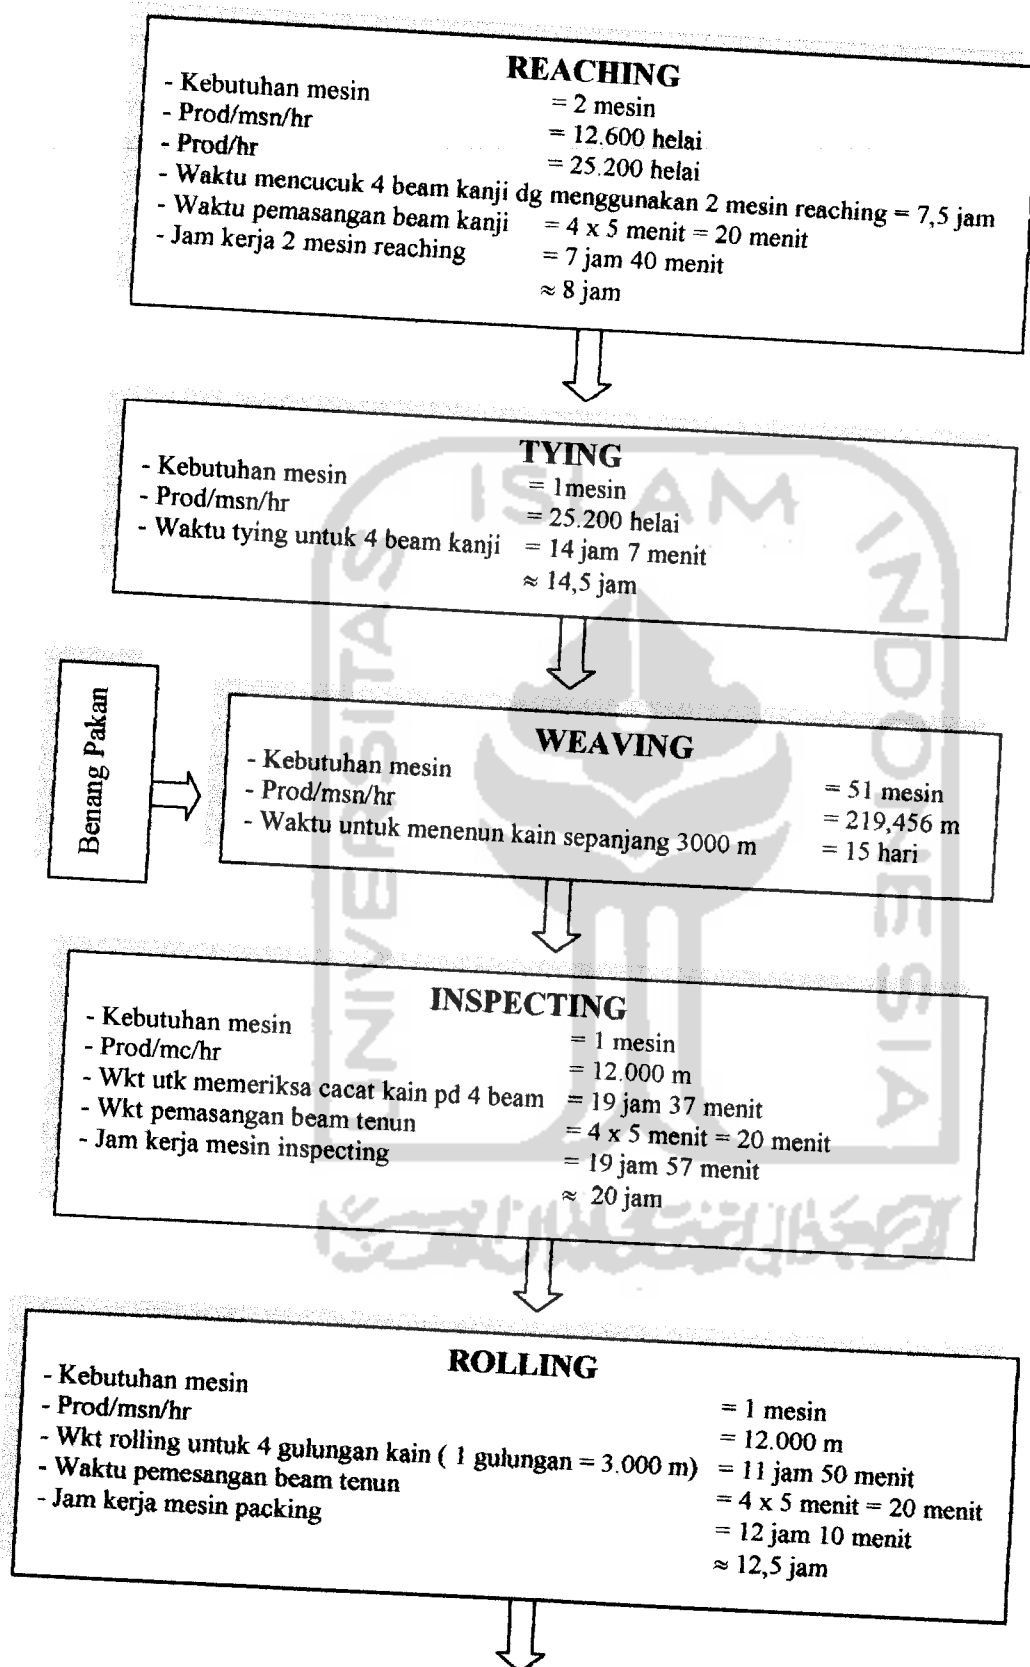 REACHING
- Kebutuhan mesin = 2 mesin
- Prod/msn/hr = 12.600 helai
- Prod/hr = 25.200 helai
- Waktu mencucuk 4 beam kanji dg menggunakan 2 mesin reaching = 7,5 jam
- Waktu pemasangan beam kanji = 4 x 5 menit = 20 menit
- Jam kerja 2 mesin reaching = 7 jam 40 menit
≈ 8 jam
TYING
- Kebutuhan mesin = 1mesin
- Prod/msn/hr = 25.200 helai
- Waktu tying untuk 4 beam kanji = 14 jam 7 menit
≈ 14,5 jam
Benang Pakan
WEAVING
- Kebutuhan mesin = 51 mesin
- Prod/msn/hr = 219,456 m
- Waktu untuk menenun kain sepanjang 3000 m = 15 hari
INSPECTING
- Kebutuhan mesin = 1 mesin
- Prod/mc/hr = 12.000 m
- Wkt utk memeriksa cacat kain pd 4 beam = 19 jam 37 menit
- Wkt pemasangan beam tenun = 4 x 5 menit = 20 menit
- Jam kerja mesin inspecting = 19 jam 57 menit
≈ 20 jam
ROLLING
- Kebutuhan mesin = 1 mesin
- Prod/msn/hr = 12.000 m
- Wkt rolling untuk 4 gulungan kain ( 1 gulungan = 3.000 m) = 11 jam 50 menit
- Waktu pemesangan beam tenun = 4 x 5 menit = 20 menit
- Jam kerja mesin packing = 12 jam 10 menit
≈ 12,5 jam
UNIVERSITAS
ISLAM
INDONESIA